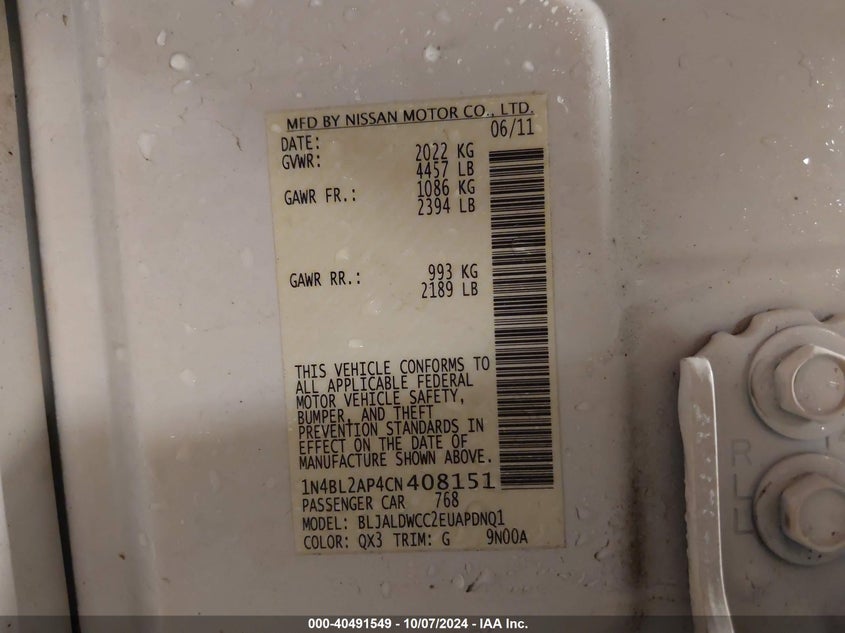 MFD BY NISSAN MOTOR CO., LTD.
DATE: 06/11
GVWR: 2022 KG
4457 LB
GAWR FR.: 1086 KG
2394 LB
GAWR RR.: 993 KG
2189 LB
THIS VEHICLE CONFORMS TO
ALL APPLICABLE FEDERAL
MOTOR VEHICLE SAFETY,
BUMPER, AND THEFT
PREVENTION STANDARDS IN
EFFECT ON THE DATE OF
MANUFACTURE SHOWN ABOVE.
1N4BL2AP4CN408151
PASSENGER CAR 768
MODEL: BLJALDWCC2EUAPDNQ1
COLOR: QX3 TRIM: G 9N00A
R
L
L
000-40491549 - 10/07/2024 - IAA Inc.